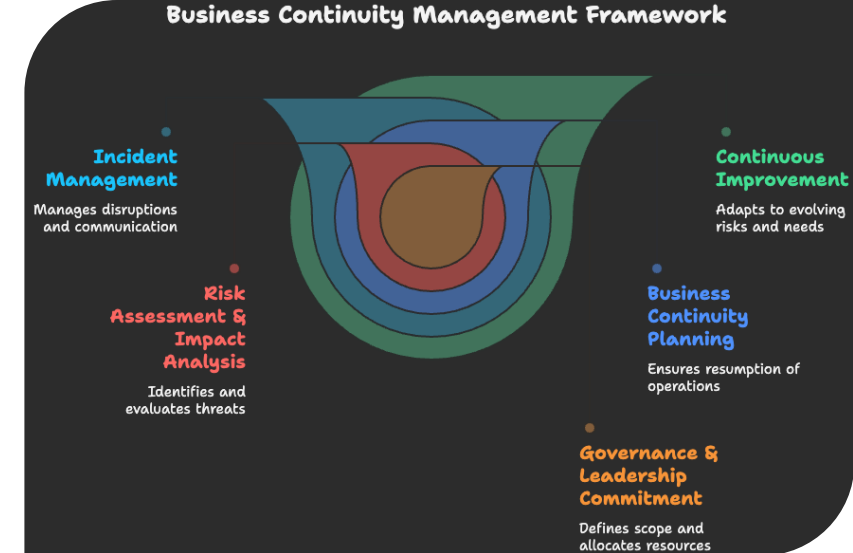 Business Continuity Management Framework
Incident
Management
Manages disruptions
and communication
Continuous
Improvement
Adapts to evolving
risks and needs
Risk
Assessment &
Impact
Analysis
Identifies and
evaluates threats
Business
Continuity
Planning
Ensures resumption of
operations
Governance &
Leadership
Commitment
Defines scope and
allocates resources